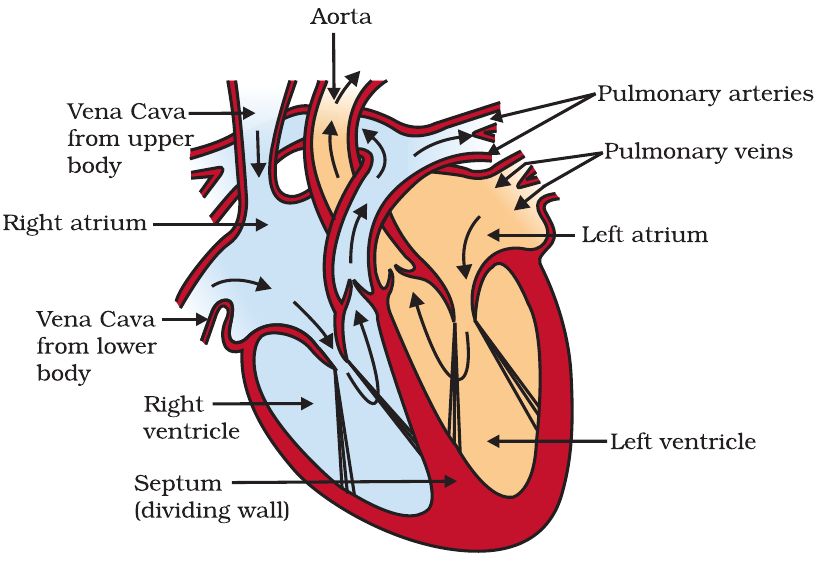 Aorta
Pulmonary arteries
Vena Cava
from upper
body
Pulmonary veins
Right atrium
Left atrium
Vena Cava
from lower
body
Right
ventricle
Left ventricle
Septum
(dividing wall)